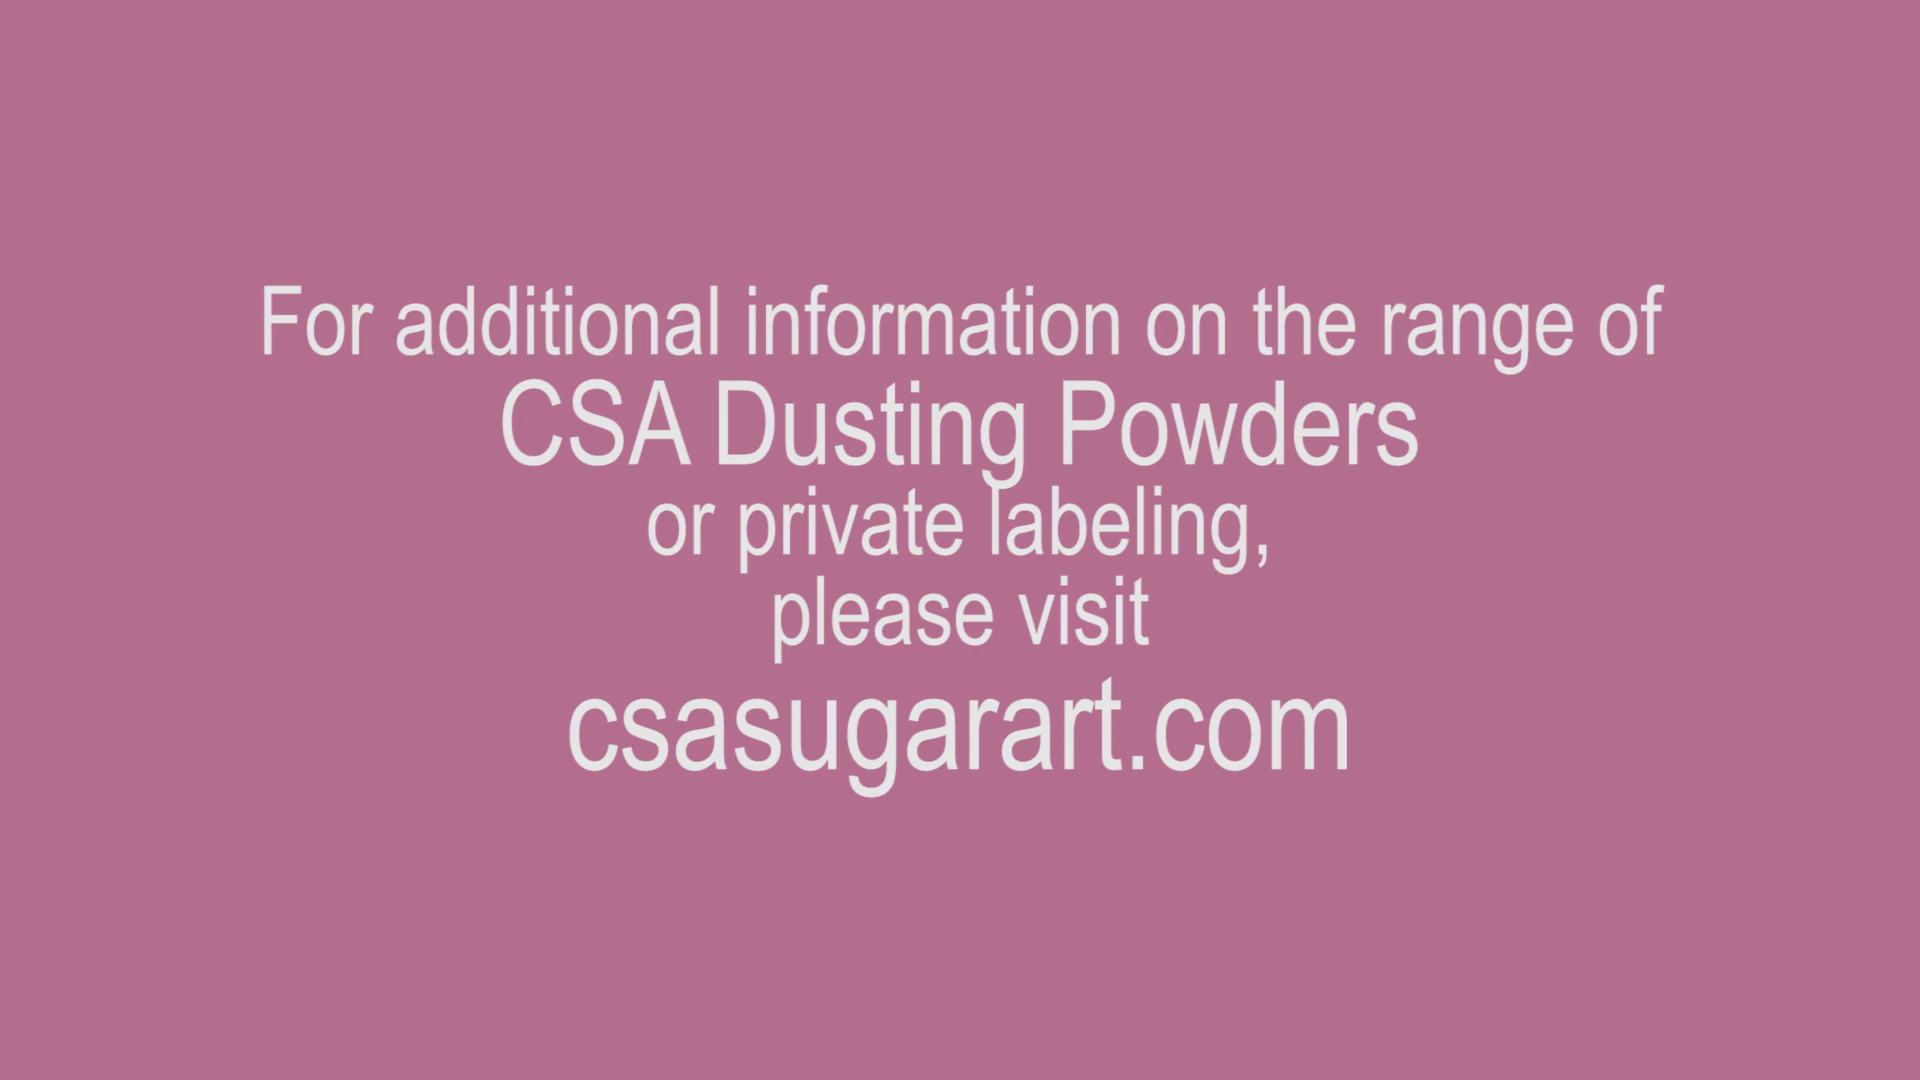 For additional information on the range of
CSA Dusting Powders
or private labeling,
please visit
csasugarart.com